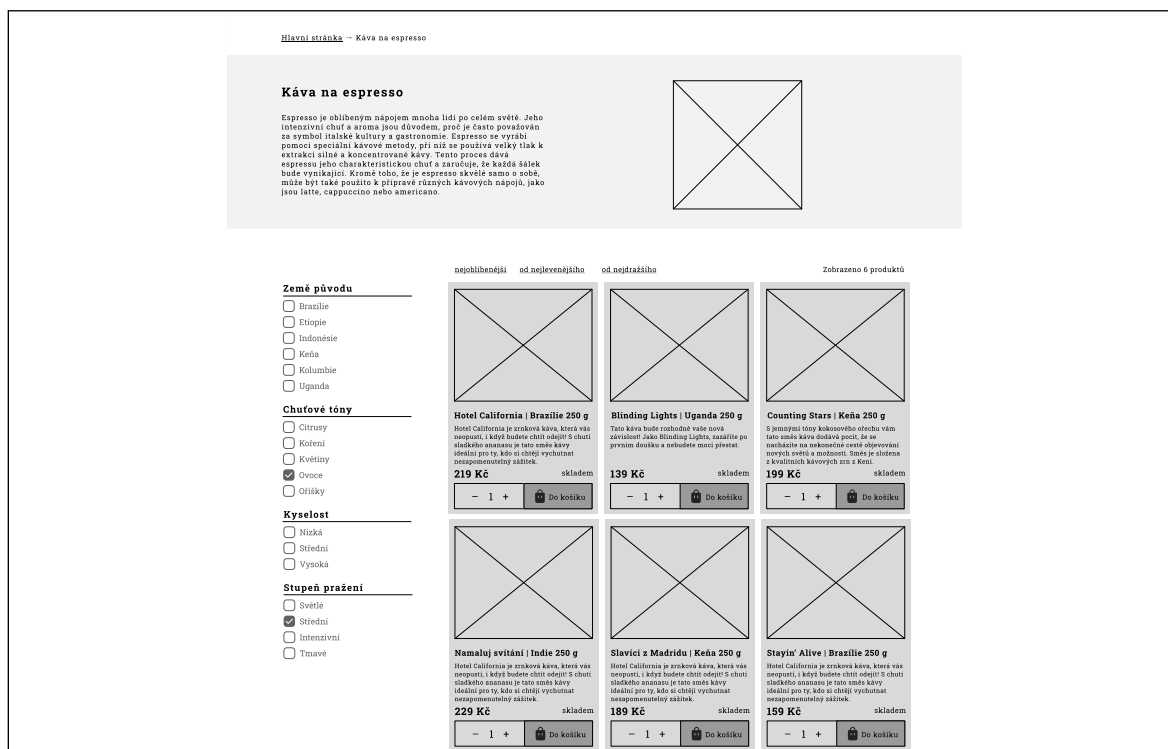 Hlavní stránka → Káva na espresso
Káva na espresso
Espresso je oblíbeným nápojem mnoha lidí po celém světě. Jeho
intenzivní chuť a aroma jsou důvodem, proč je často považován
za symbol italské kultury a gastronomie. Espresso se vyrábí
pomocí speciální kávové metody, při níž se používá velký tlak k
extrakci silné a koncentrované kávy. Tento proces dává
espressu jeho charakteristickou chuť a zaručuje, že každá šálek
bude vynikající. Kromě toho, že je espresso skvělé samo o sobě,
může být také použito k přípravě různých kávových nápojů, jako
jsou latte, cappuccino nebo americano.
nejoblíbenější od nejlevenějšího od nejdražšího Zobrazeno 6 produktů
Země původu
Brazílie
Etiopie
Indonésie
Keňa
Kolumbie
Uganda
Chuťové tóny
Citrusy
Koření
Květiny
Ovoce
Oříšky
Kyselost
Nízká
Střední
Vysoká
Stupeň pražení
Světlé
Střední
Intenzivní
Tmavé
Hotel California | Brazílie 250 g
Hotel California je zrnková káva, která vás
neopustí, i když budete chtít odejít! S chutí
sladkého ananasu je tato směs kávy
ideální pro ty, kdo si chtějí vychutnat
nezapomenutelný zážitek.
219 Kč skladem
− 1 + Do košíku
Blinding Lights | Uganda 250 g
Tato káva bude rozhodně vaše nová
závislost! Jako Blinding Lights, zazáříte po
prvním doušku a nebudete moci přestat.
139 Kč skladem
− 1 + Do košíku
Counting Stars | Keňa 250 g
S jemnými tóny kokosového ořechu vám
tato směs káva dodává pocit, že se
nacházíte na nekonečné cestě objevování
nových světů a možností. Směs je složena
z kvalitních kávových zrn z Keni.
199 Kč skladem
− 1 + Do košíku
Namaluj svítání | Indie 250 g
Hotel California je zrnková káva, která vás
neopustí, i když budete chtít odejít! S chutí
sladkého ananasu je tato směs kávy
ideální pro ty, kdo si chtějí vychutnat
nezapomenutelný zážitek.
229 Kč skladem
− 1 + Do košíku
Slavíci z Madridu | Keňa 250 g
Hotel California je zrnková káva, která vás
neopustí, i když budete chtít odejít! S chutí
sladkého ananasu je tato směs kávy
ideální pro ty, kdo si chtějí vychutnat
nezapomenutelný zážitek.
189 Kč skladem
− 1 + Do košíku
Stayin' Alive | Brazílie 250 g
Hotel California je zrnková káva, která vás
neopustí, i když budete chtít odejít! S chutí
sladkého ananasu je tato směs kávy
ideální pro ty, kdo si chtějí vychutnat
nezapomenutelný zážitek.
159 Kč skladem
− 1 + Do košíku